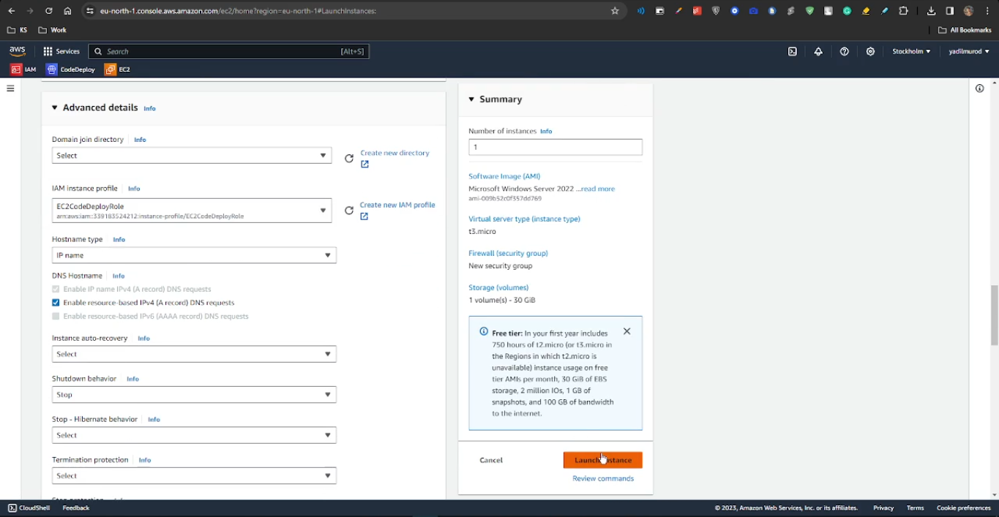 eu-north-1.console.aws.amazon.com/ec2/home?region=eu-north-1#LaunchInstances:
KS
Work
All Bookmarks
aws
Services
Search
[Alt+S]
Stockholm
yadilmurod
IAM
CodeDeploy
EC2
Advanced details Info
Domain join directory Info
Select
Create new directory
IAM instance profile Info
EC2CodeDeployRole
arn:aws:iam::339183524212:instance-profile/EC2CodeDeployRole
Create new IAM profile
Hostname type Info
IP name
DNS Hostname Info
Enable IP name IPv4 (A record) DNS requests
Enable resource-based IPv4 (A record) DNS requests
Enable resource-based IPv6 (AAAA record) DNS requests
Instance auto-recovery Info
Select
Shutdown behavior Info
Stop
Stop - Hibernate behavior Info
Select
Termination protection Info
Select
Summary
Number of instances Info
1
Software Image (AMI)
Microsoft Windows Server 2022 ...read more
ami-009b52c0f357dd769
Virtual server type (instance type)
t3.micro
Firewall (security group)
New security group
Storage (volumes)
1 volume(s) - 30 GiB
Free tier: In your first year includes
750 hours of t2.micro (or t3.micro in
the Regions in which t2.micro is
unavailable) instance usage on free
tier AMIs per month, 30 GiB of EBS
storage, 2 million IOs, 1 GB of
snapshots, and 100 GB of bandwidth
to the internet.
Cancel
Launch instance
Review commands
CloudShell
Feedback
© 2023, Amazon Web Services, Inc. or its affiliates.
Privacy
Terms
Cookie preferences